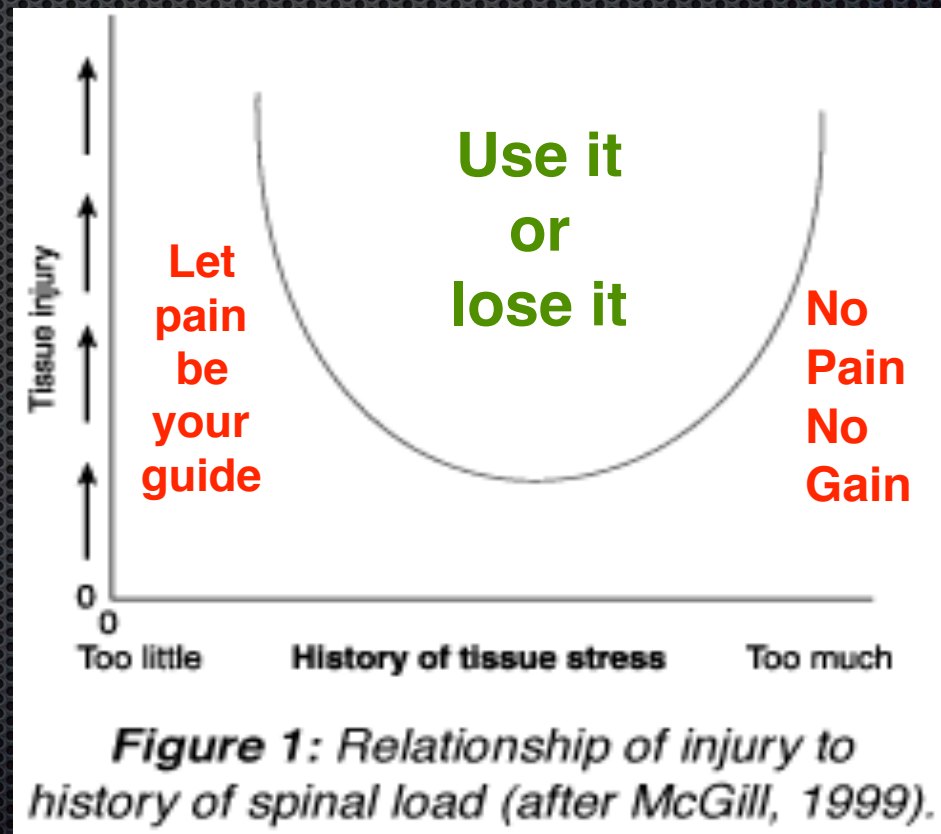 Use it
or
lose it
Let
pain
be
your
guide
No
Pain
No
Gain
Tissue injury
0
0
Too little
History of tissue stress
Too much
Figure 1: Relationship of injury to
history of spinal load (after McGill, 1999).